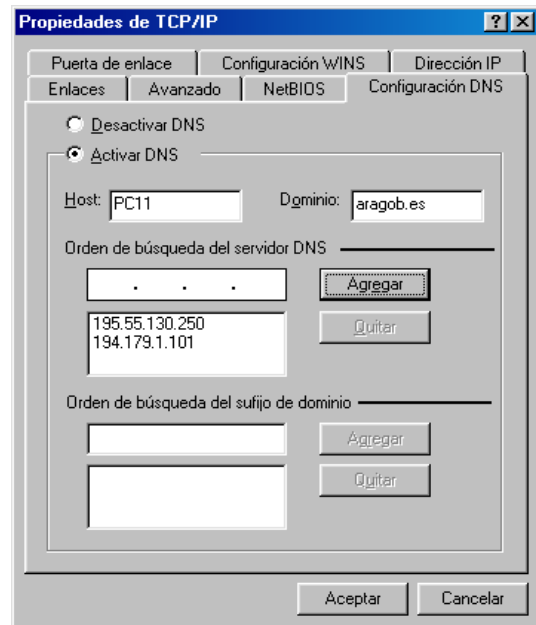 Propiedades de TCP/IP
Puerta de enlace Configuración WINS Dirección IP
Enlaces Avanzado NetBIOS Configuración DNS
Desactivar DNS
Activar DNS
Host: PC11 Dominio: aragob.es
Orden de búsqueda del servidor DNS
. . . Agregar
195.55.130.250 Quitar
194.179.1.101
Orden de búsqueda del sufijo de dominio
Agregar
Quitar
Aceptar Cancelar